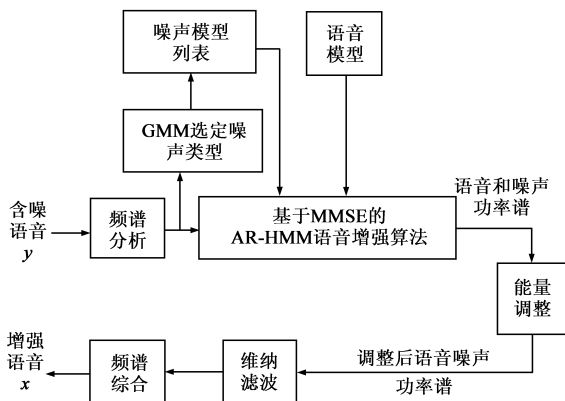 噪声模型
列表
语音
模型
GMM选定噪
声类型
含噪
语音
y
频谱
分析
基于MMSE的
AR-HMM语音增强算法
语音和噪声
功率谱
能量
调整
增强
语音
x
频谱
综合
维纳
滤波
调整后语音噪声
功率谱